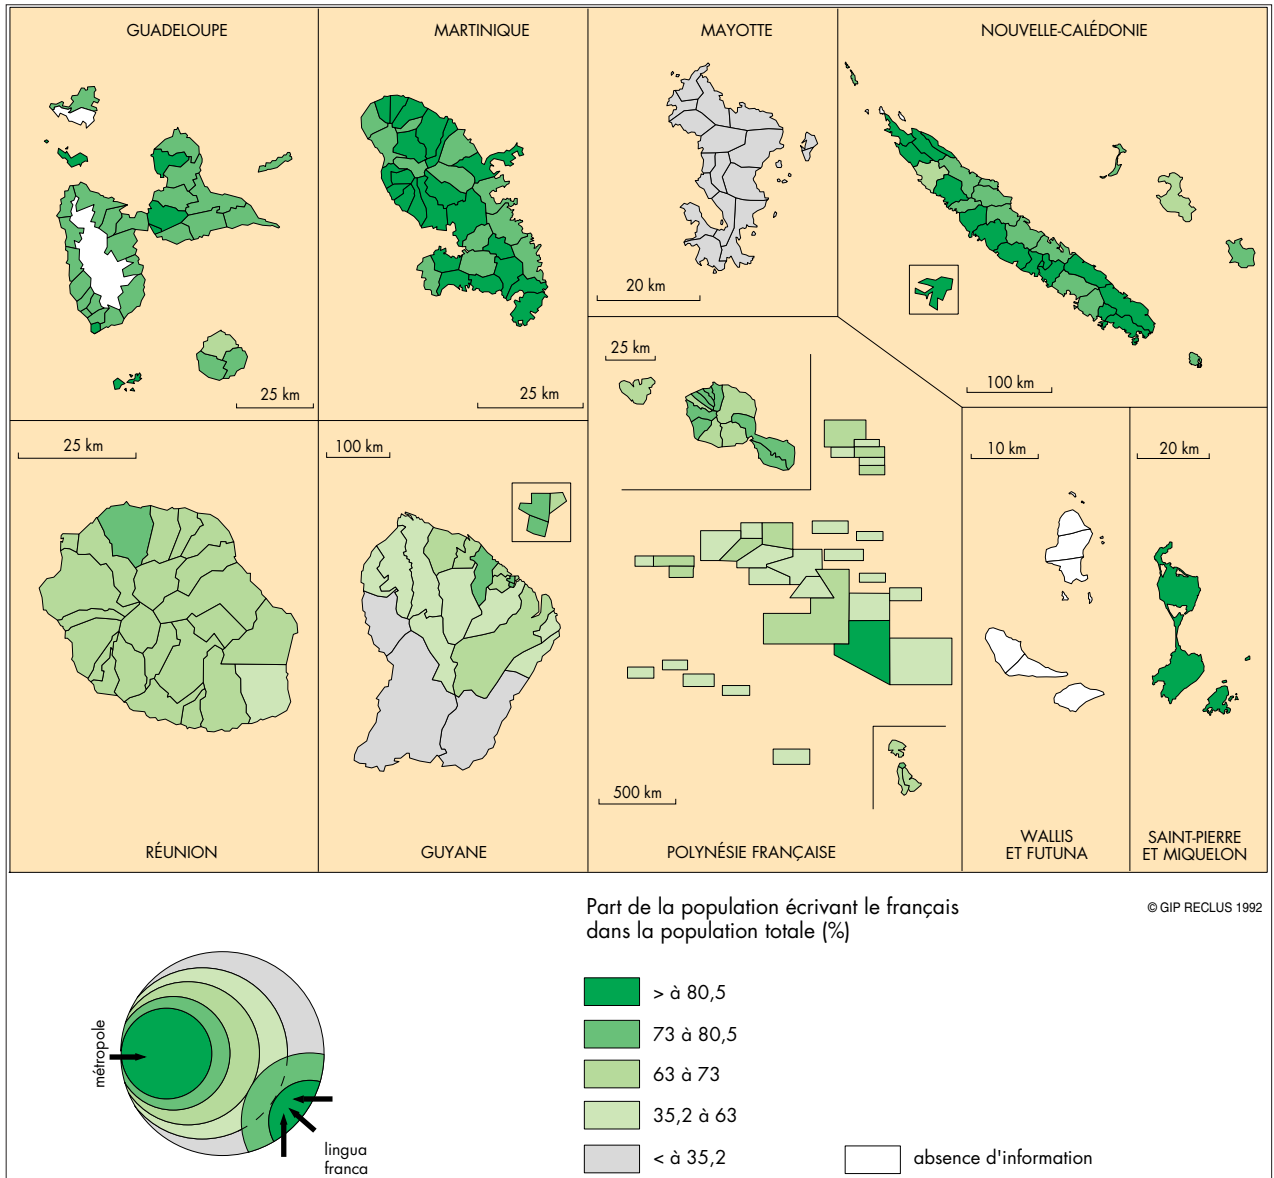 GUADELOUPE
MARTINIQUE
MAYOTTE
NOUVELLE-CALÉDONIE
25 km
25 km
20 km
100 km
25 km
100 km
25 km
500 km
10 km
20 km
RÉUNION
GUYANE
POLYNÉSIE FRANÇAISE
WALLIS
ET FUTUNA
SAINT-PIERRE
ET MIQUELON
© GIP RECLUS 1992
Part de la population écrivant le français
dans la population totale (%)
> à 80,5
73 à 80,5
63 à 73
35,2 à 63
< à 35,2
absence d'information
métropole
lingua
franca